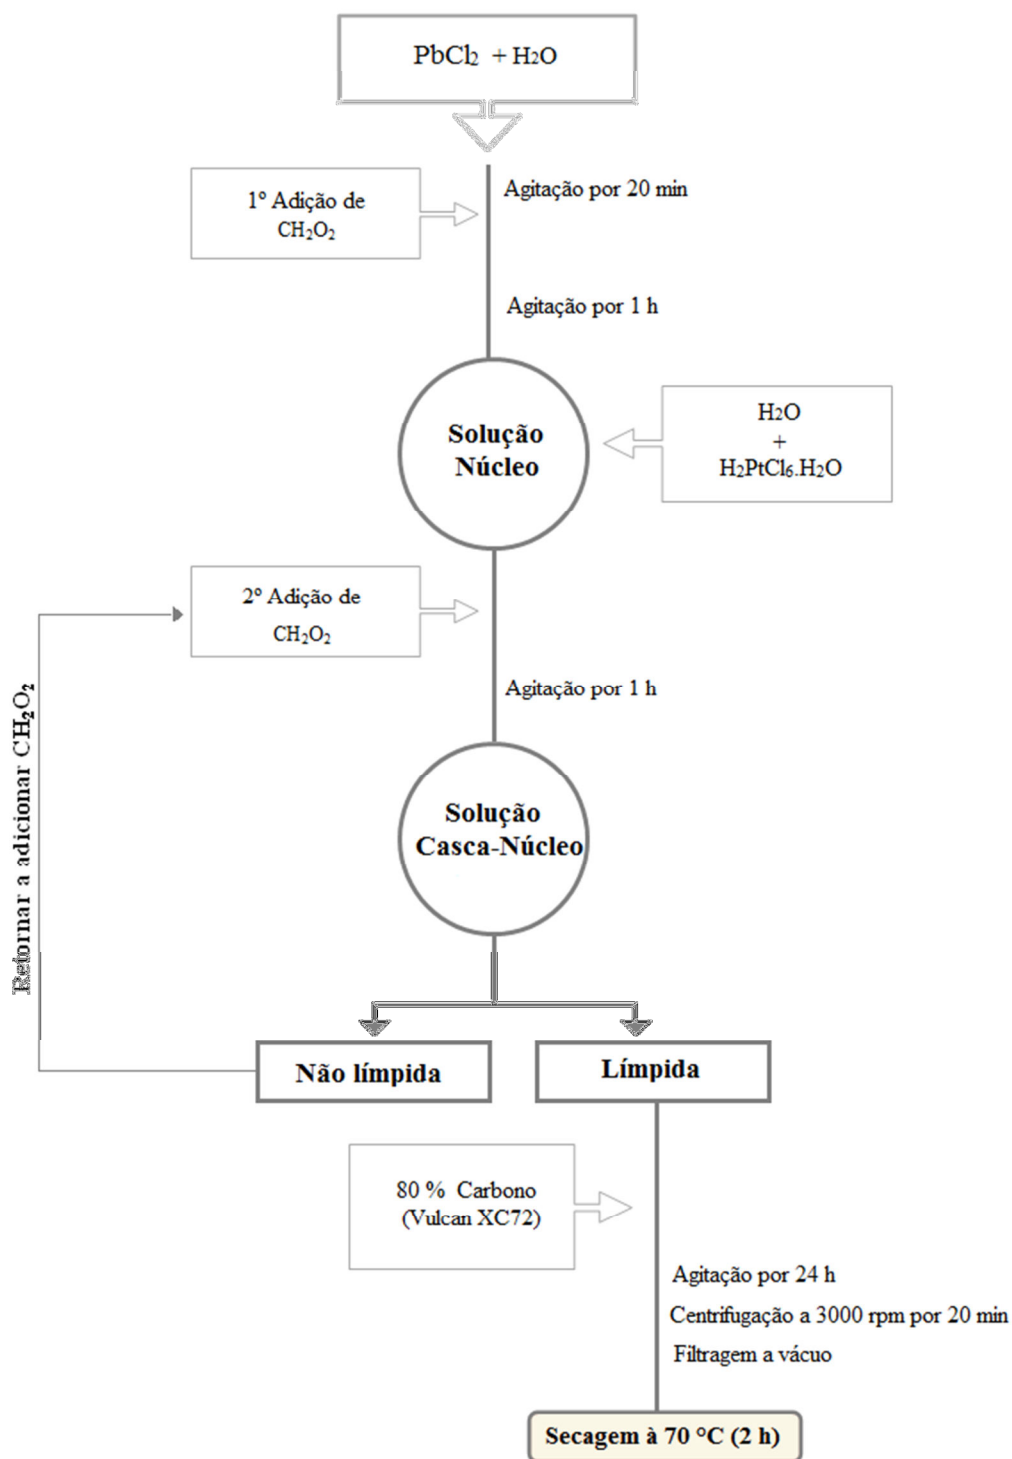 PbCl₂ + H2O
Agitação por 20 min
1º Adição de
CH₂O₂
Agitação por 1 h
Solução
Núcleo
H2O
+
H₂PtCl₆.H₂O
2º Adição de
CH₂O₂
Agitação por 1 h
Retornar a adicionar CH₂O₂
Solução
Casca-Núcleo
Não límpida
Límpida
80 % Carbono
(Vulcan XC72)
Agitação por 24 h
Centrifugação a 3000 rpm por 20 min
Filtragem a vácuo
Secagem à 70 °C (2 h)